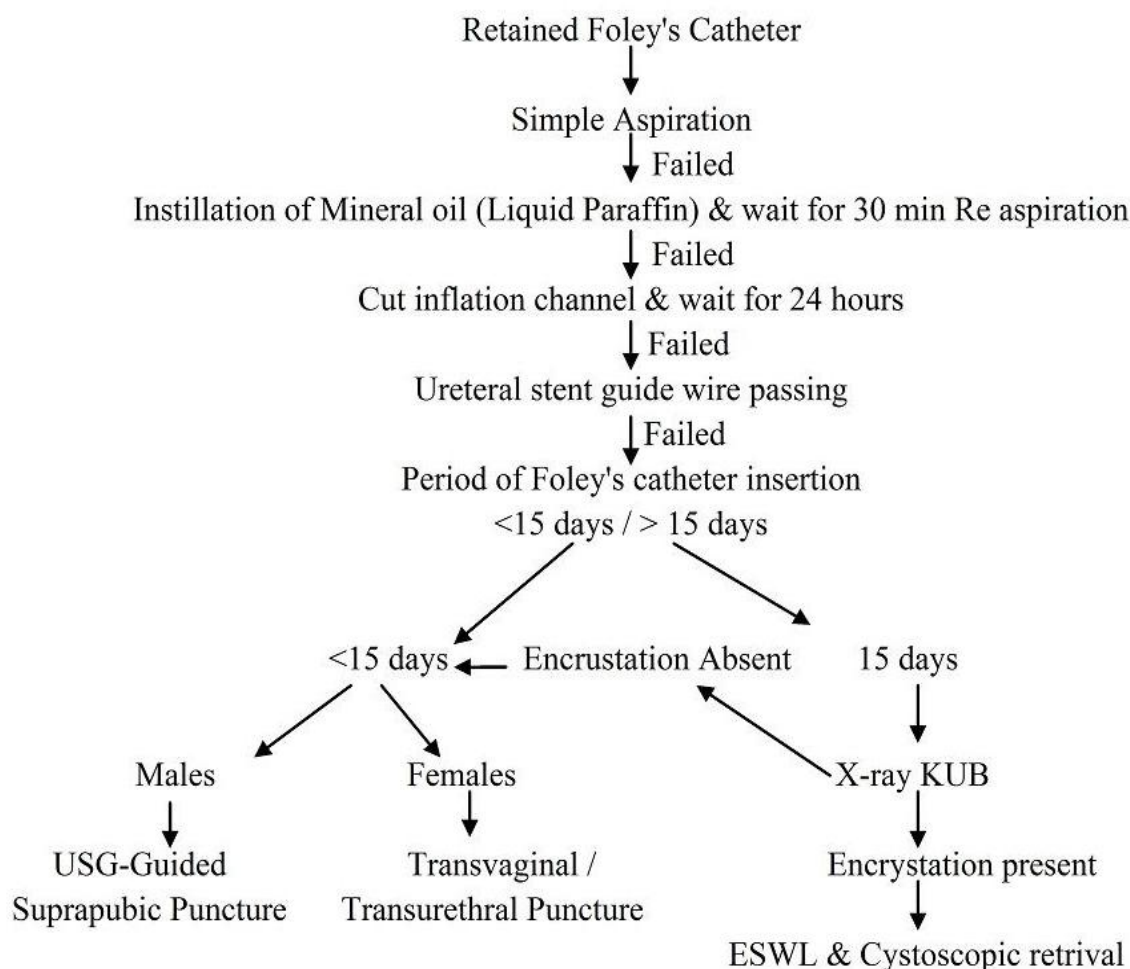 Retained Foley's Catheter
Simple Aspiration
Failed
Instillation of Mineral oil (Liquid Paraffin) & wait for 30 min Re aspiration
Failed
Cut inflation channel & wait for 24 hours
Failed
Ureteral stent guide wire passing
Failed
Period of Foley's catheter insertion
<15 days / > 15 days
<15 days
Encrustation Absent
15 days
Males
Females
X-ray KUB
USG-Guided
Suprapubic Puncture
Transvaginal /
Transurethral Puncture
Encrystation present
ESWL & Cystoscopic retrival